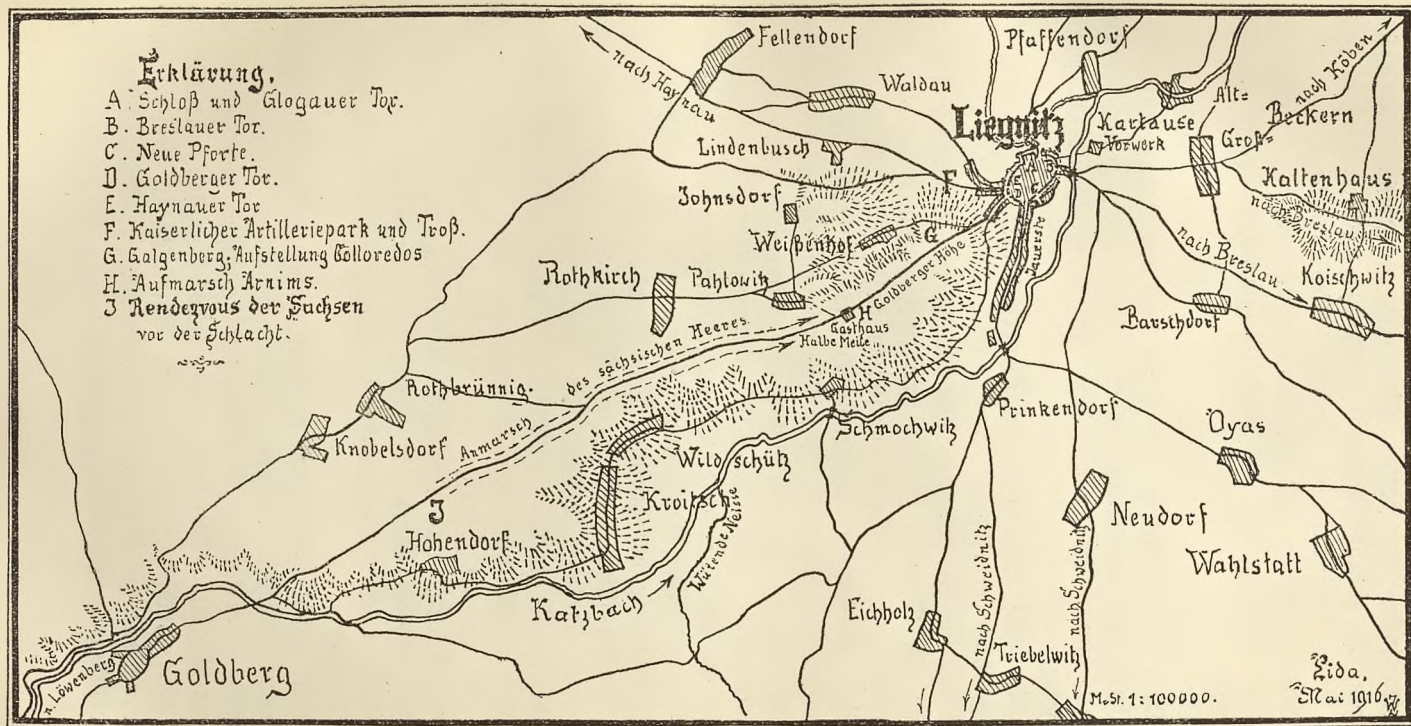 Erklärung.
A. Schloß und Glogauer Tor.
B. Breslauer Tor.
C. Neue Pforte.
D. Goldberger Tor.
E. Haynauer Tor
F. Kaiserlicher Artilleriepark und Troß.
G. Galgenberg; Aufstellung Colloredos
H. Aufmarsch Arnims.
J Rendezvous der Sachsen
vor der Schlacht.
Fellendorf
Pfaffendorf
nach Haynau
Waldau
nach Köben
Alt=
Beckern
Liegnitz
Kartause
Vorwerk
Groß=
Lindenbusch
F
Kaltenhaus
Johnsdorf
nach Breslau
Weißenhof
G
Goldberger Höhe
nach Breslau
Koischwitz
Rothkirch
Pahlowitz
H
Gasthaus
Halbe Meile
Barschdorf
Anmarsch des sächsischen Heeres
Rothbrünnig.
Prinkendorf
Schmochwitz
Oyas
Knobelsdorf
Wildschütz
Kroitsch
Neudorf
J
Hohendorf
Wütende Neisse
Wahlstatt
Katzbach
Eichholz
nach Schweidnitz
nach Schweidnitz
Triebelwitz
n. Löwenberg
Goldberg
M.St. 1:100000.
Lida,
Mai 1916